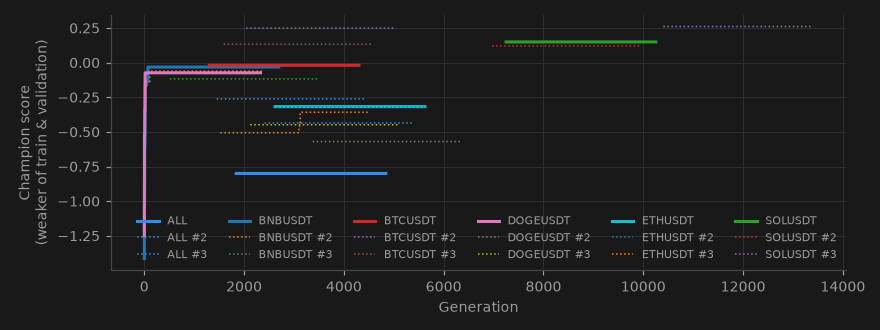 0.25
0.00
−0.25
−0.50
−0.75
−1.00
−1.25
Champion score
(weaker of train & validation)
ALL BNBUSDT BTCUSDT DOGEUSDT ETHUSDT SOLUSDT
ALL #2 BNBUSDT #2 BTCUSDT #2 DOGEUSDT #2 ETHUSDT #2 SOLUSDT #2
ALL #3 BNBUSDT #3 BTCUSDT #3 DOGEUSDT #3 ETHUSDT #3 SOLUSDT #3
0 2000 4000 6000 8000 10000 12000 14000
Generation